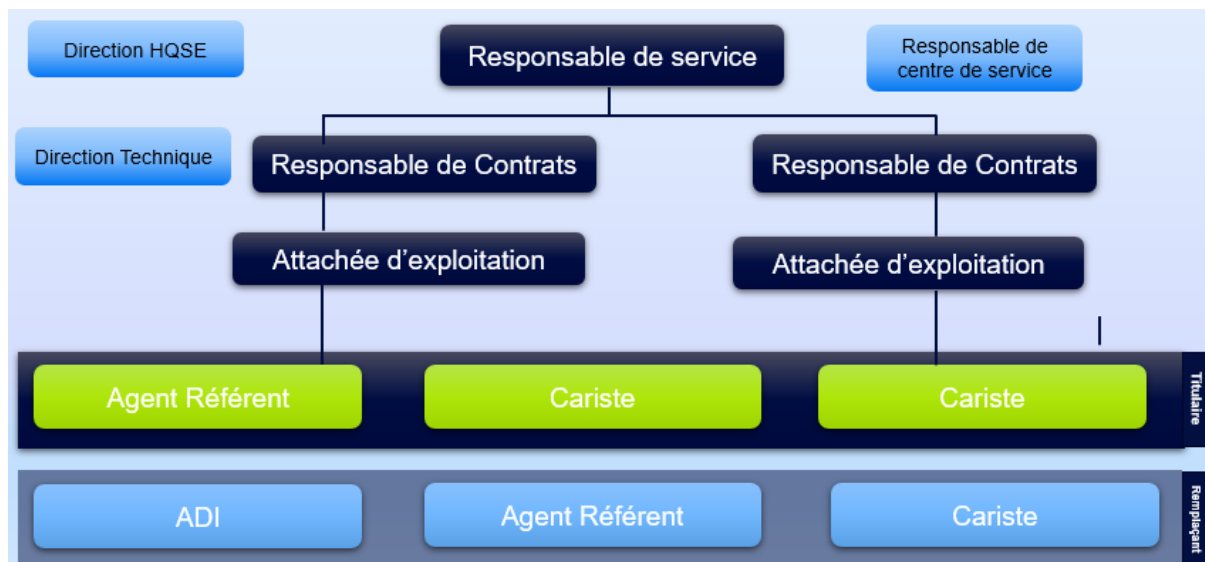 Direction HQSE
Responsable de service
Responsable de
centre de service
Direction Technique
Responsable de Contrats
Responsable de Contrats
Attachée d’exploitation
Attachée d’exploitation
Agent Référent
Cariste
Cariste
Titulaire
ADI
Agent Référent
Cariste
Remplaçant